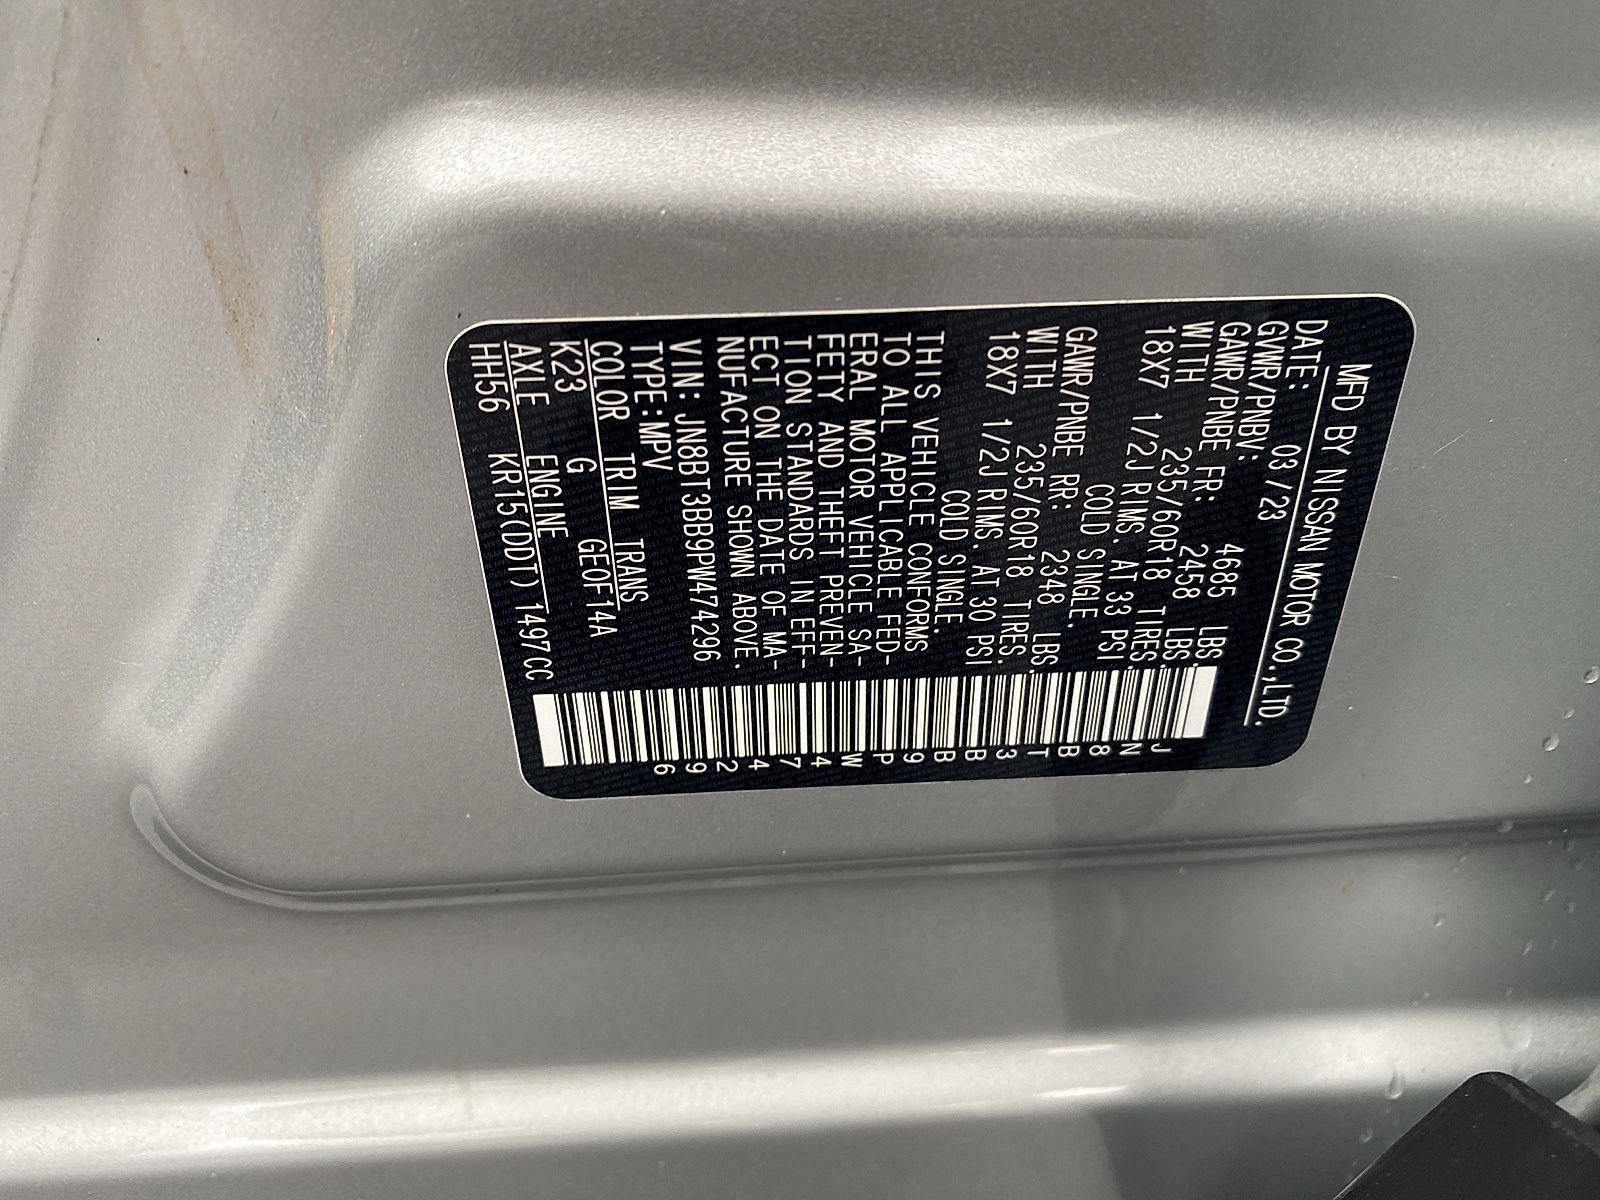 MFD BY NISSAN MOTOR CO.,LTD.
DATE: 03/23
GVWR/PNBV: 4685 LBS
GAWR/PNBE FR: 2458 LBS.
WITH 235/60R18 TIRES.
18X7 1/2J RIMS. AT 33 PSI
COLD SINGLE.
GAWR/PNBE RR: 2348 LBS.
WITH 235/60R18 TIRES.
18X7 1/2J RIMS. AT 30 PSI
COLD SINGLE.
THIS VEHICLE CONFORMS
TO ALL APPLICABLE FED-
ERAL MOTOR VEHICLE SA-
FETY AND THEFT PREVEN-
TION STANDARDS IN EFF-
ECT ON THE DATE OF MA-
NUFACTURE SHOWN ABOVE.
VIN: JN8BT3BB9PW474296
TYPE:MPV
COLOR TRIM TRANS
K23 G GE0F14A
AXLE ENGINE
HH56 KR15(DDT) 1497CC
JN8BT3BB9PW474296